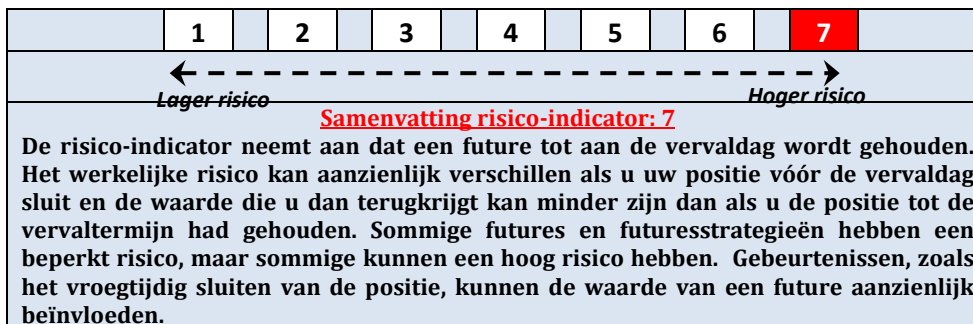 1 2 3 4 5 6 7
Lager risico Hoger risico
Samenvatting risico-indicator: 7
De risico-indicator neemt aan dat een future tot aan de vervaldag wordt gehouden.
Het werkelijke risico kan aanzienlijk verschillen als u uw positie vóór de vervaldag
sluit en de waarde die u dan terugkrijgt kan minder zijn dan als u de positie tot de
vervaltermijn had gehouden. Sommige futures en futuresstrategieën hebben een
beperkt risico, maar sommige kunnen een hoog risico hebben. Gebeurtenissen, zoals
het vroegtijdig sluiten van de positie, kunnen de waarde van een future aanzienlijk
beïnvloeden.